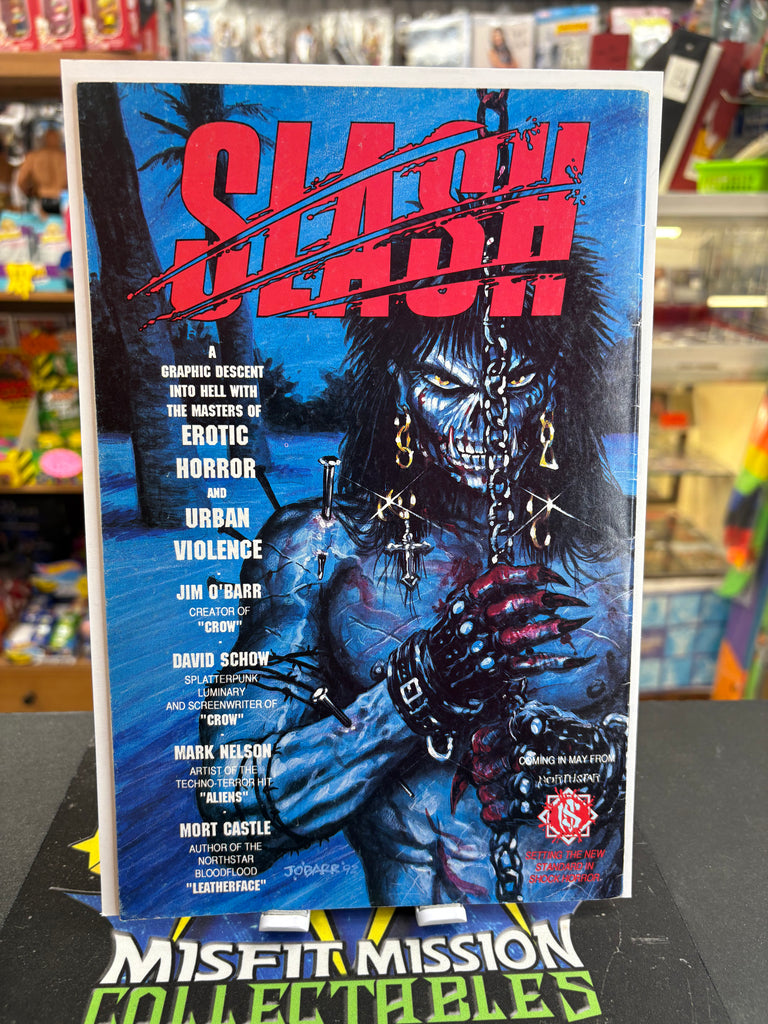 SLASH
A
GRAPHIC DESCENT
INTO HELL WITH
THE MASTERS OF
EROTIC
HORROR
AND
URBAN
VIOLENCE
-
JIM O'BARR
CREATOR OF
"CROW"
-
DAVID SCHOW
SPLATTERPUNK
LUMINARY
AND SCREENWRITER OF
"CROW"
-
MARK NELSON
ARTIST OF THE
TECHNO-TERROR HIT
"ALIENS"
-
MORT CASTLE
AUTHOR OF THE
NORTHSTAR
BLOODFLOOD
"LEATHERFACE"
COMING IN MAY FROM
NORTHSTAR
NS
SETTING THE NEW
STANDARD IN
SHOCK-HORROR
MISFIT MISSION
COLLECTABLES